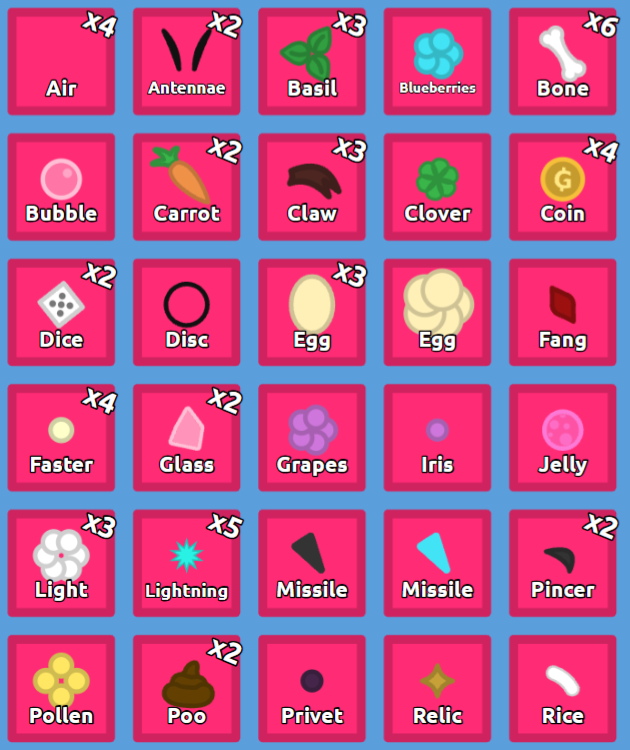 x4 x2 x3 x6
Air Antennae Basil Blueberries Bone
x2 x3 x4
Bubble Carrot Claw Clover Coin
x2 x3
Dice Disc Egg Egg Fang
x4 x2
Faster Glass Grapes Iris Jelly
x3 x5 x2
Light Lightning Missile Missile Pincer
x2
Pollen Poo Privet Relic Rice